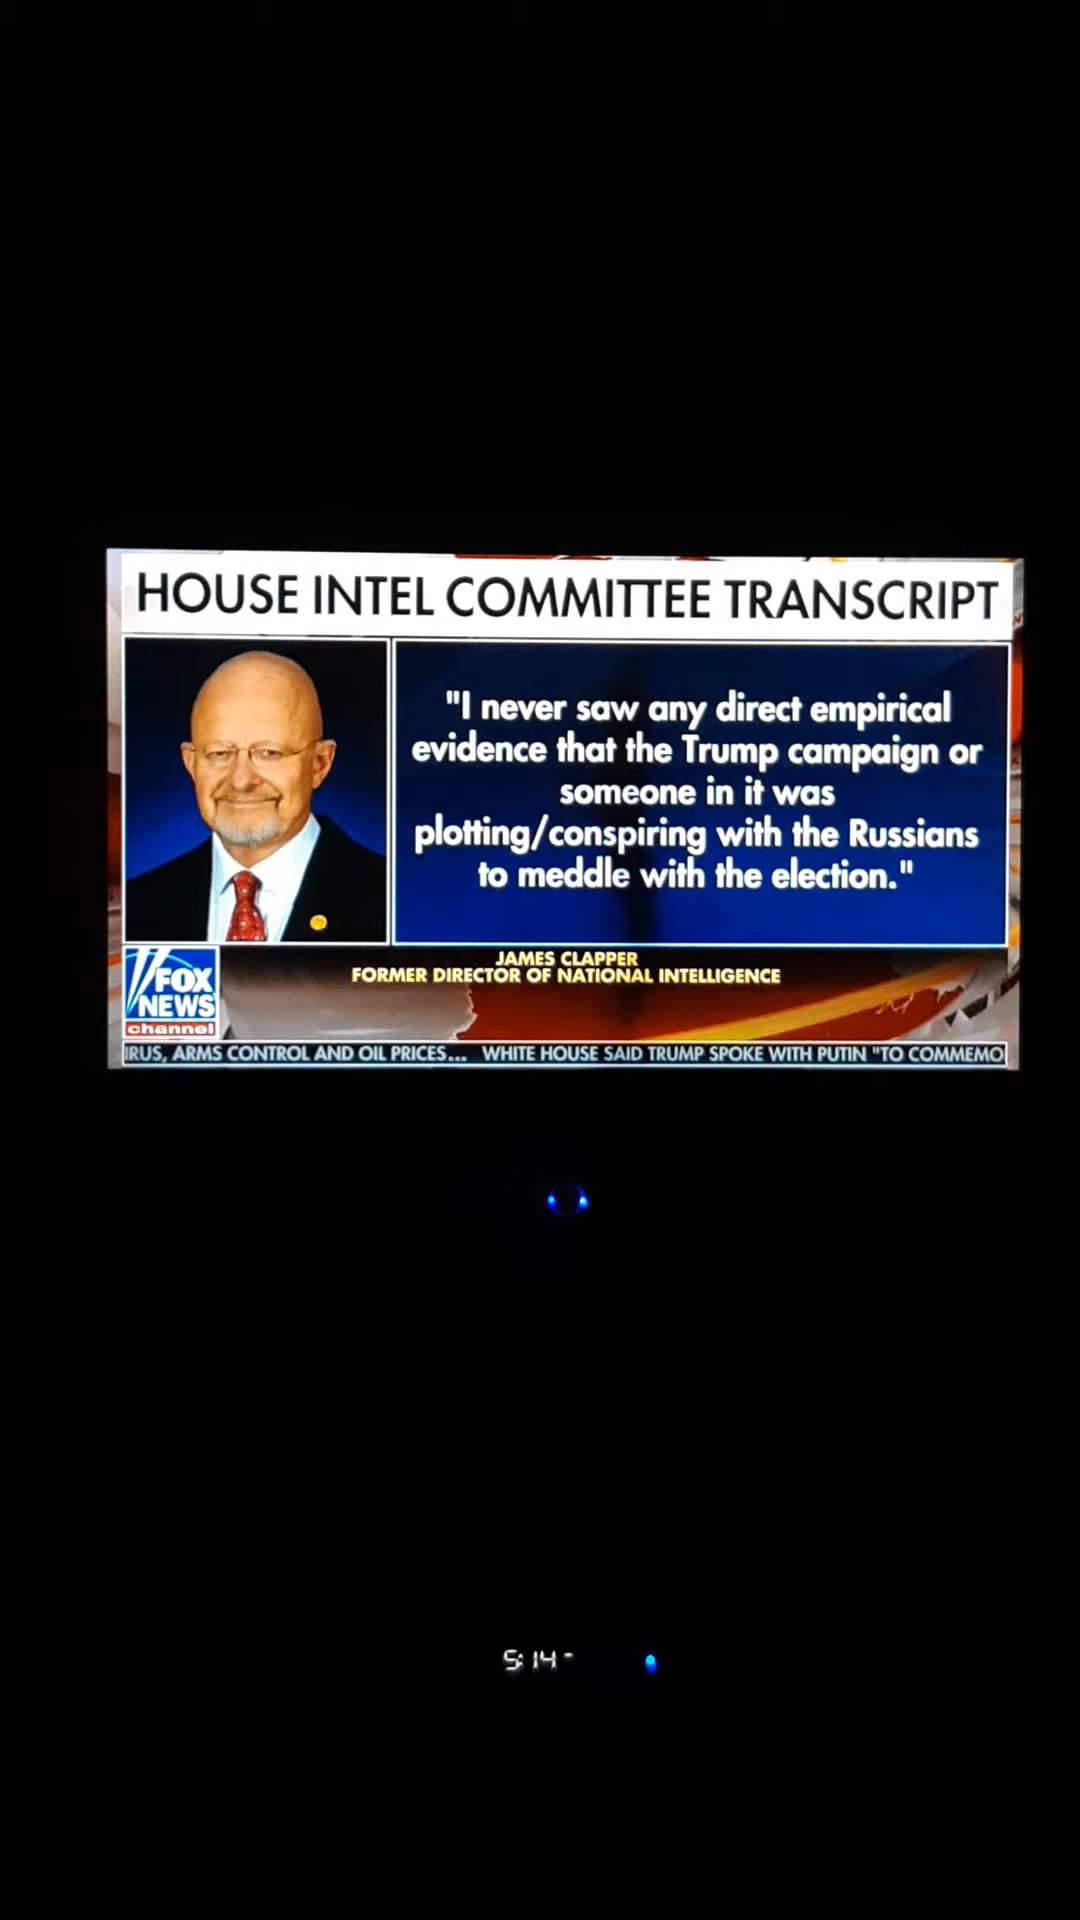 HOUSE INTEL COMMITTEE TRANSCRIPT
"I never saw any direct empirical
evidence that the Trump campaign or
someone in it was
plotting/conspiring with the Russians
to meddle with the election."
JAMES CLAPPER
FORMER DIRECTOR OF NATIONAL INTELLIGENCE
FOX
NEWS
channel
IRUS, ARMS CONTROL AND OIL PRICES... WHITE HOUSE SAID TRUMP SPOKE WITH PUTIN "TO COMMEMO
5:14